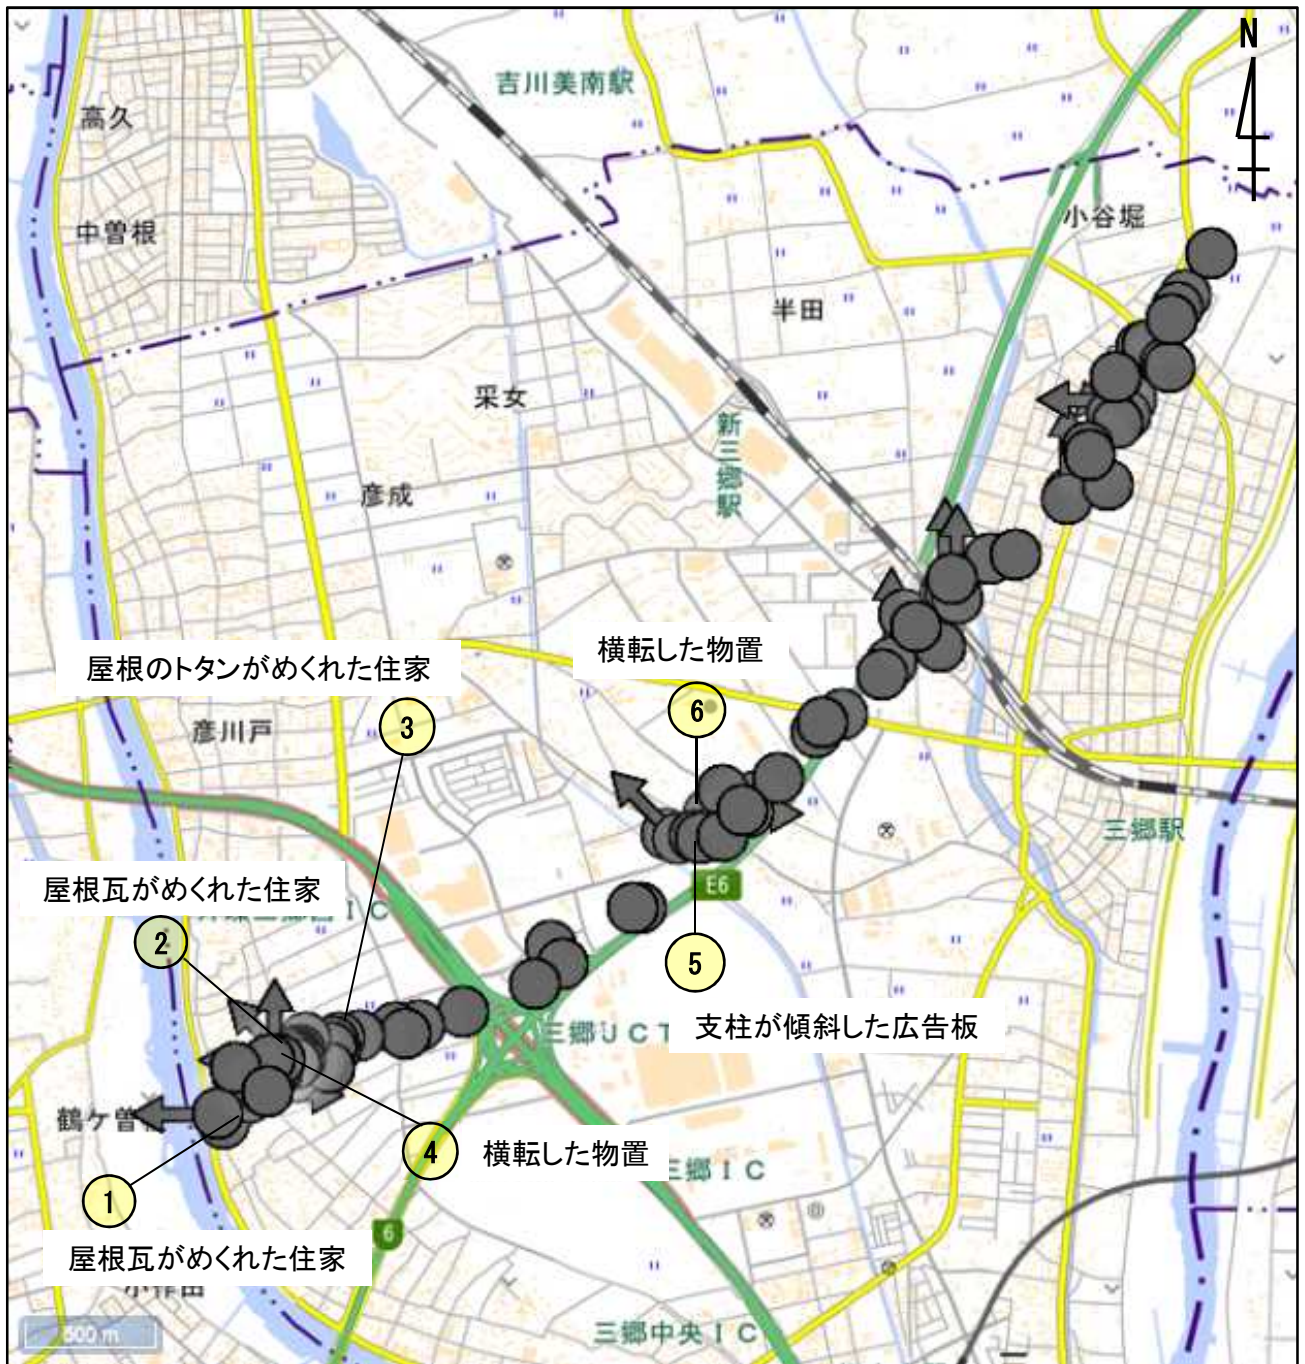 N
吉川美南駅
高久
中曽根
小谷堀
半田
采女
新三郷駅
彦成
横転した物置
屋根のトタンがめくれた住家
6
3
彦川戸
三郷駅
屋根瓦がめくれた住家
E6
2
5
支柱が傾斜した広告板
三郷JCT
鶴ケ曽
4
横転した物置
三郷IC
1
6
屋根瓦がめくれた住家
三郷中央IC
500 m